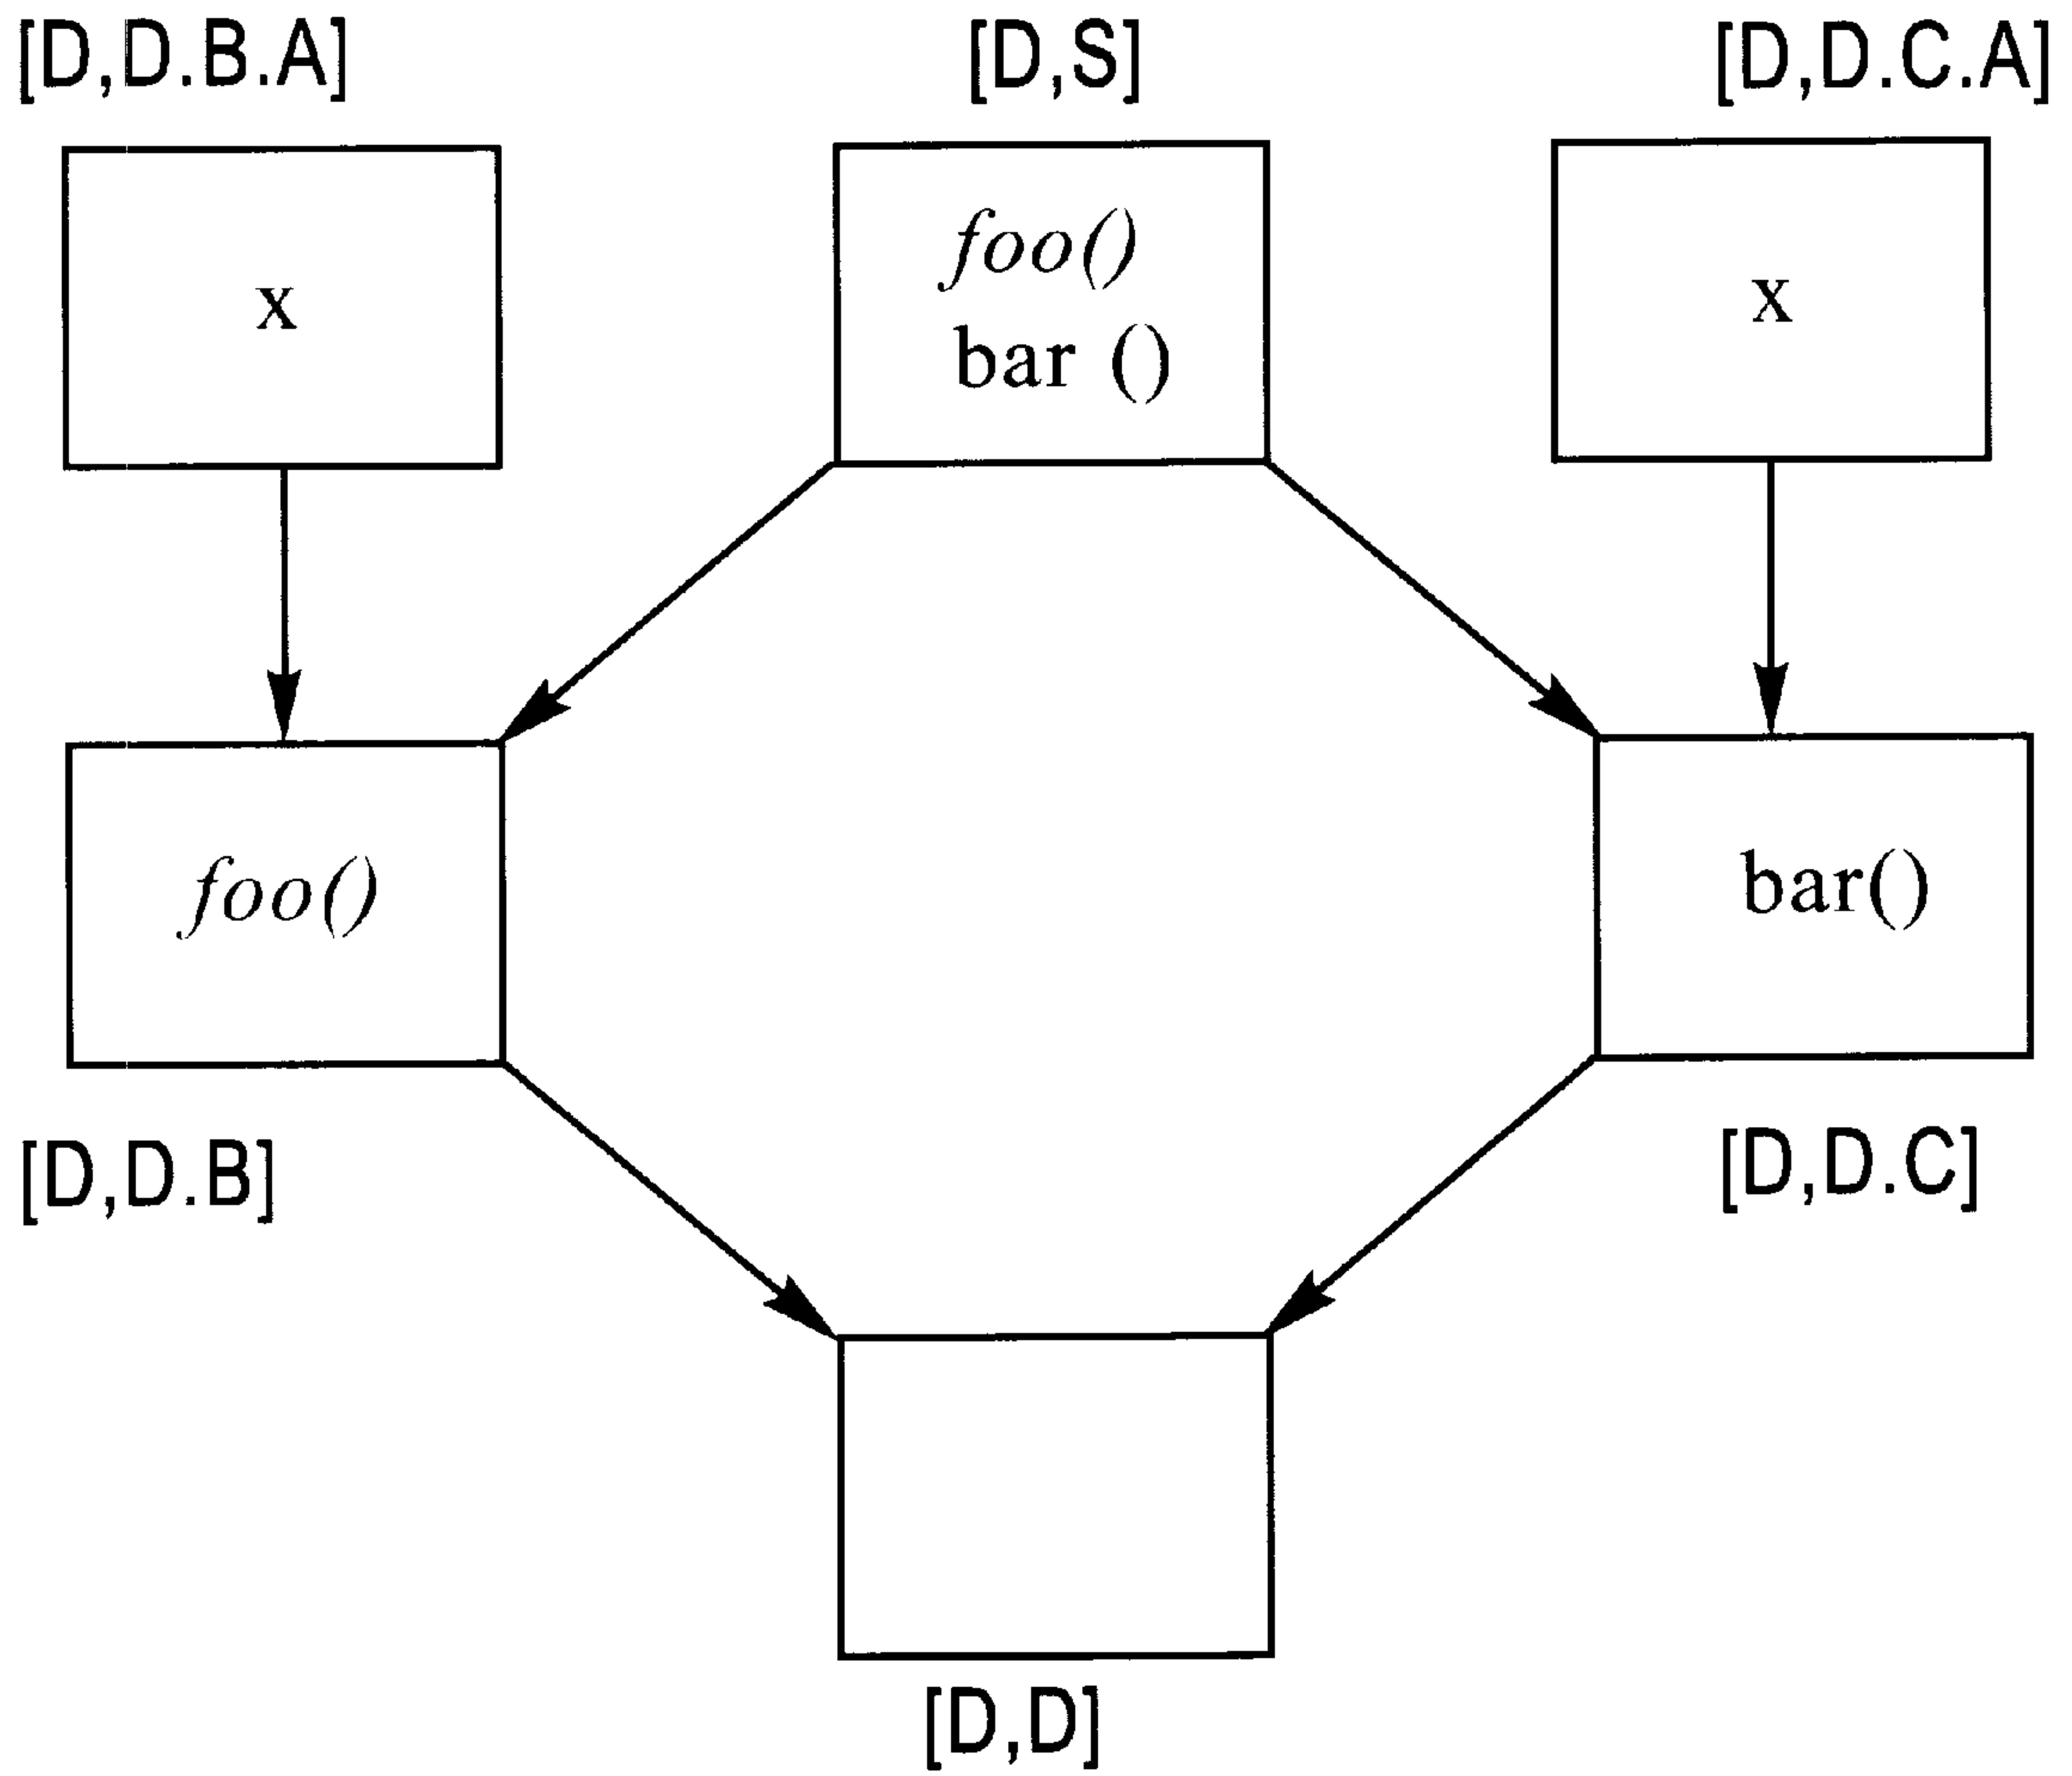 [D,D.B.A]
[D,S]
[D,D.C.A]
x
foo()
bar ()
x
foo()
bar()
[D,D.B]
[D,D.C]
[D,D]